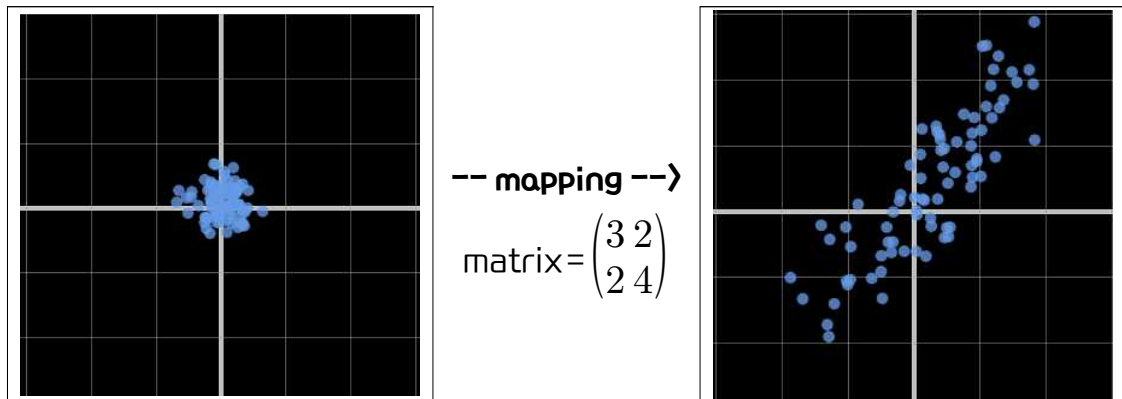 -- mapping -->
matrix = (3 2
2 4)